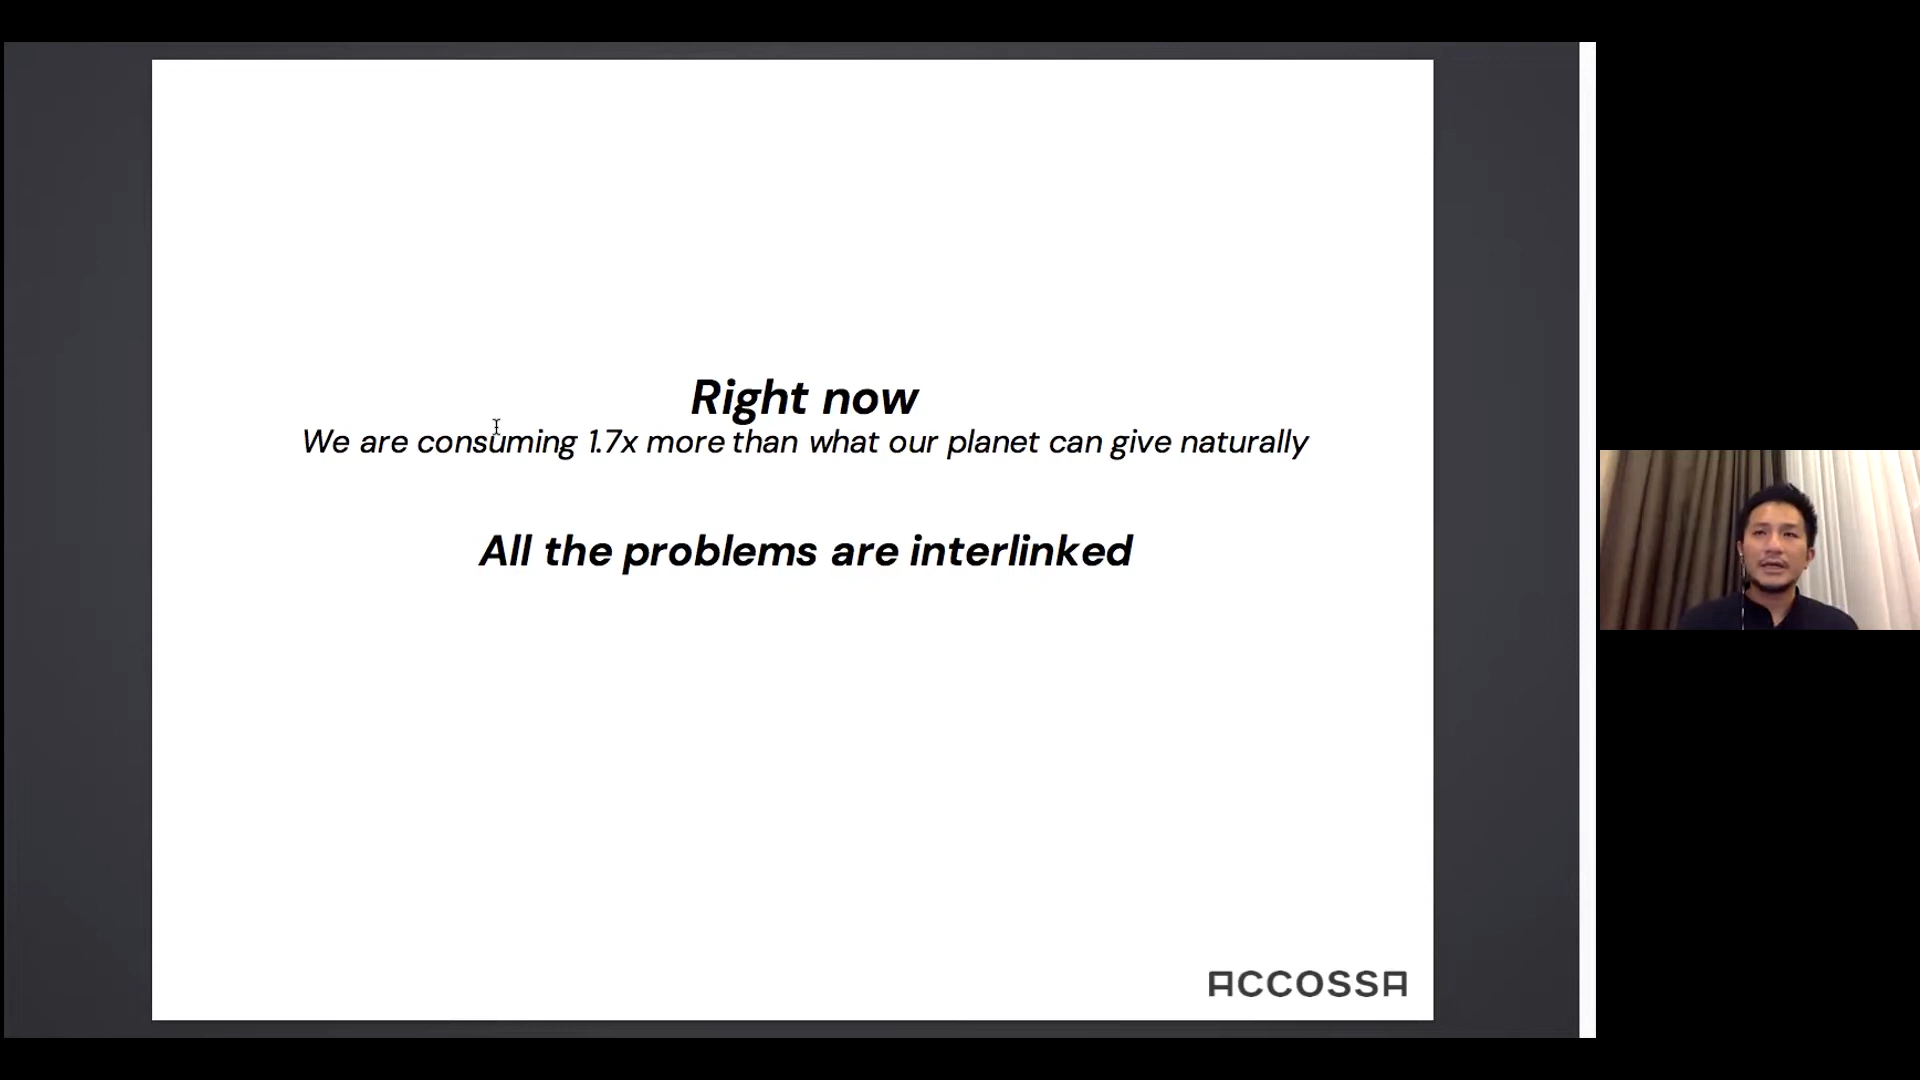 Right now
We are consuming 1.7x more than what our planet can give naturally
All the problems are interlinked
ACCOSSA